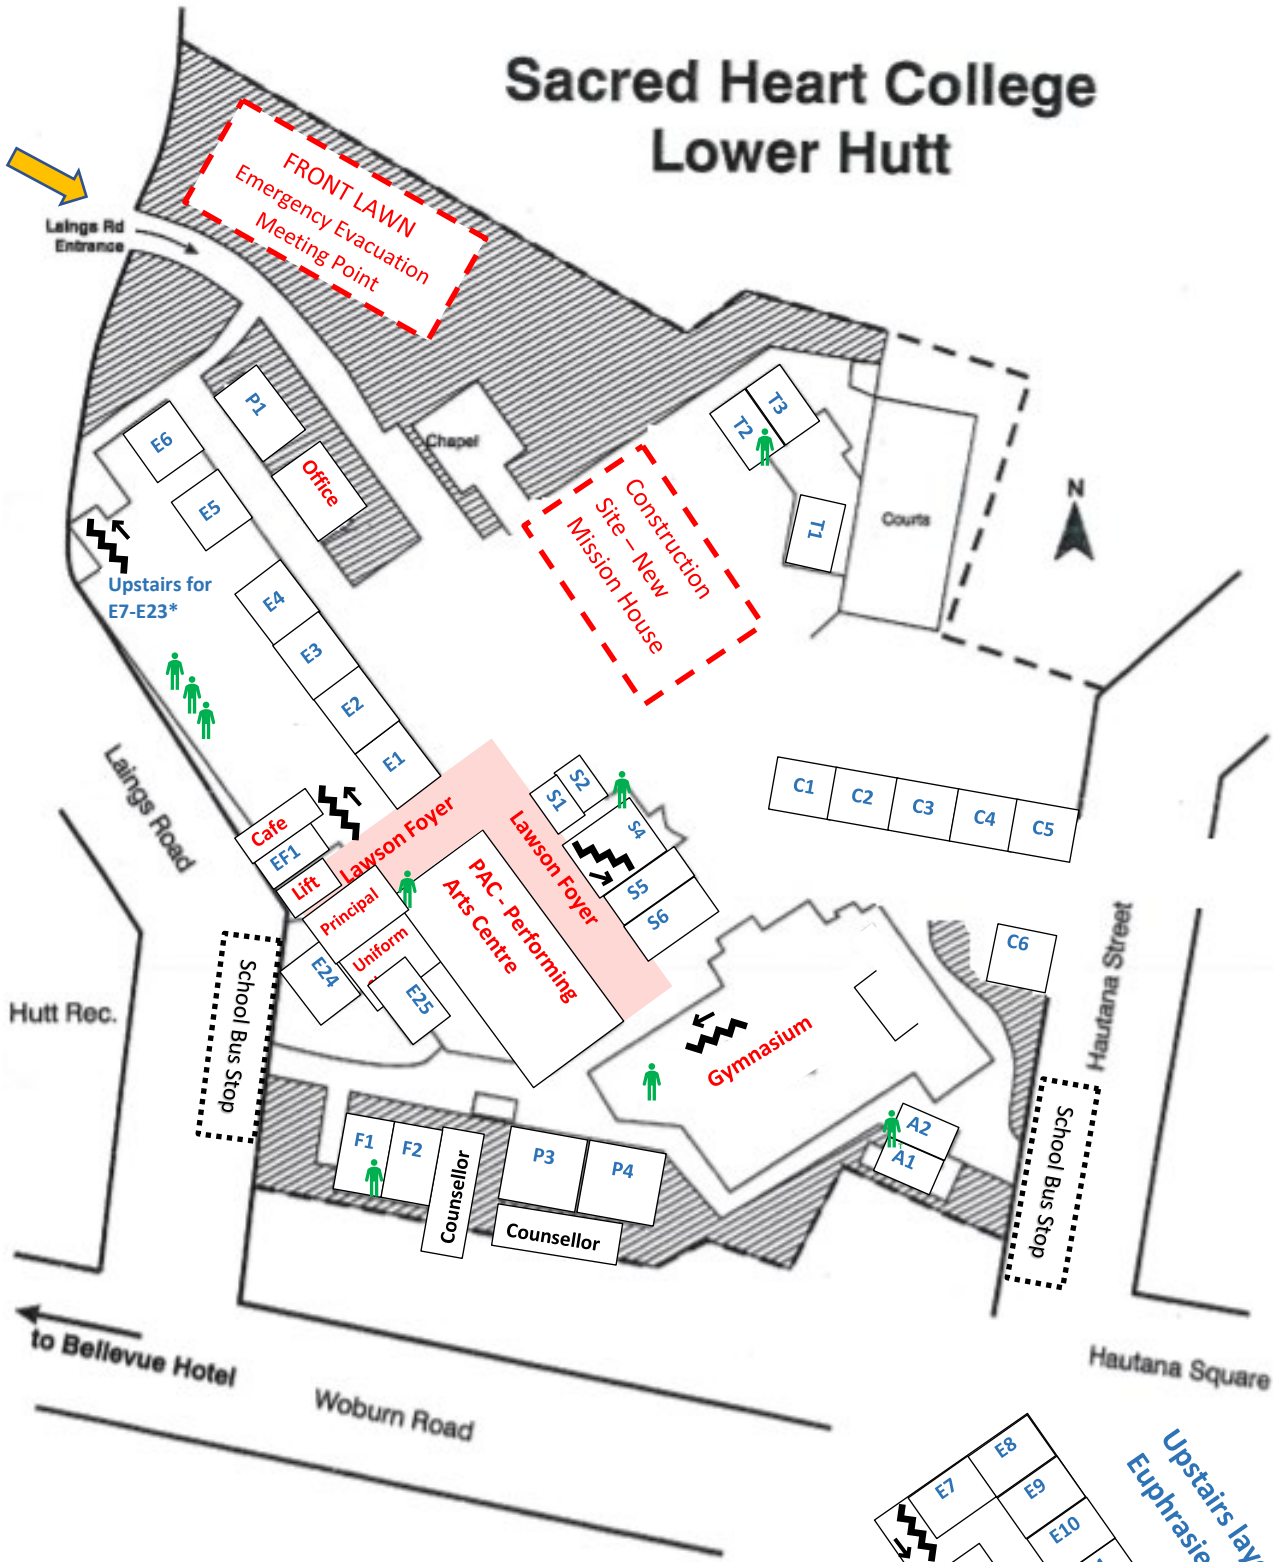 Sacred Heart College
Lower Hutt
FRONT LAWN
Emergency Evacuation
Meeting Point
Laings Rd
Entrance
P1
E6
Office
E5
Chapel
T3
T2
T1
Courts
N
Construction
Site – New
Mission House
Upstairs for
E7-E23*
E4
E3
E2
E1
Laings Road
Cafe
EF1
Lift
Lawson Foyer
Lawson Foyer
S2
S1
S4
S5
S6
C1
C2
C3
C4
C5
C6
Principal
Uniform
E24
E25
PAC - Performing
Arts Centre
Gymnasium
Hautana Street
Hutt Rec.
School Bus Stop
School Bus Stop
F1
F2
Counsellor
P3
P4
Counsellor
A2
A1
to Bellevue Hotel
Woburn Road
Hautana Square
E8
E7
E9
E10
Upstairs